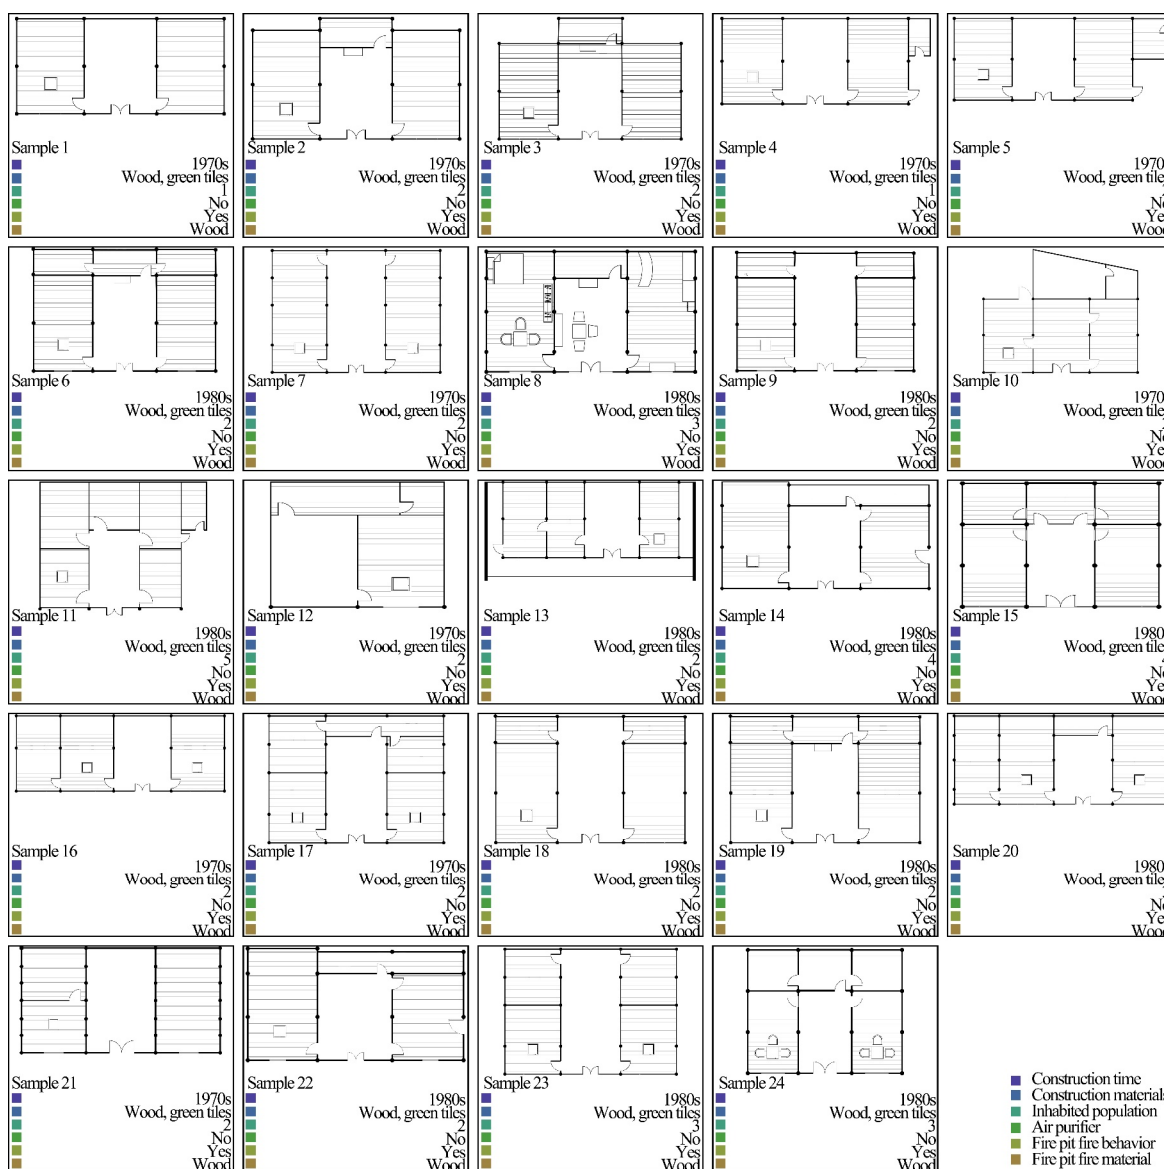 Sample 1
1970s
Wood, green tiles
1
No
Yes
Wood
Sample 2
1970s
Wood, green tiles
2
No
Yes
Wood
Sample 3
1970s
Wood, green tiles
2
No
Yes
Wood
Sample 4
1970s
Wood, green tiles
1
No
Yes
Wood
Sample 5
Wood, green
Sample 6
1980s
Wood, green tiles
2
No
Yes
Wood
Sample 7
1970s
Wood, green tiles
2
No
Yes
Wood
Sample 8
1980s
Wood, green tiles
3
No
Yes
Wood
Sample 9
1980s
Wood, green tiles
2
No
Yes
Wood
Sample 10
Wood, green
Sample 11
1980s
Wood, green tiles
5
No
Yes
Wood
Sample 12
1970s
Wood, green tiles
2
No
Yes
Wood
Sample 13
1980s
Wood, green tiles
2
No
Yes
Wood
Sample 14
1980s
Wood, green tiles
4
No
Yes
Wood
Sample 15
Wood, green
Sample 16
1970s
Wood, green tiles
2
No
Yes
Wood
Sample 17
1970s
Wood, green tiles
2
No
Yes
Wood
Sample 18
1980s
Wood, green tiles
2
No
Yes
Wood
Sample 19
1980s
Wood, green tiles
2
No
Yes
Wood
Sample 20
Wood, green
Sample 21
1970s
Wood, green tiles
2
No
Yes
Wood
Sample 22
1980s
Wood, green tiles
2
No
Yes
Wood
Sample 23
1980s
Wood, green tiles
3
No
Yes
Wood
Sample 24
1980s
Wood, green tiles
3
No
Yes
Wood
Construction time
Construction materials
Inhabited population
Air purifier
Fire pit fire behavior
Fire pit fire material